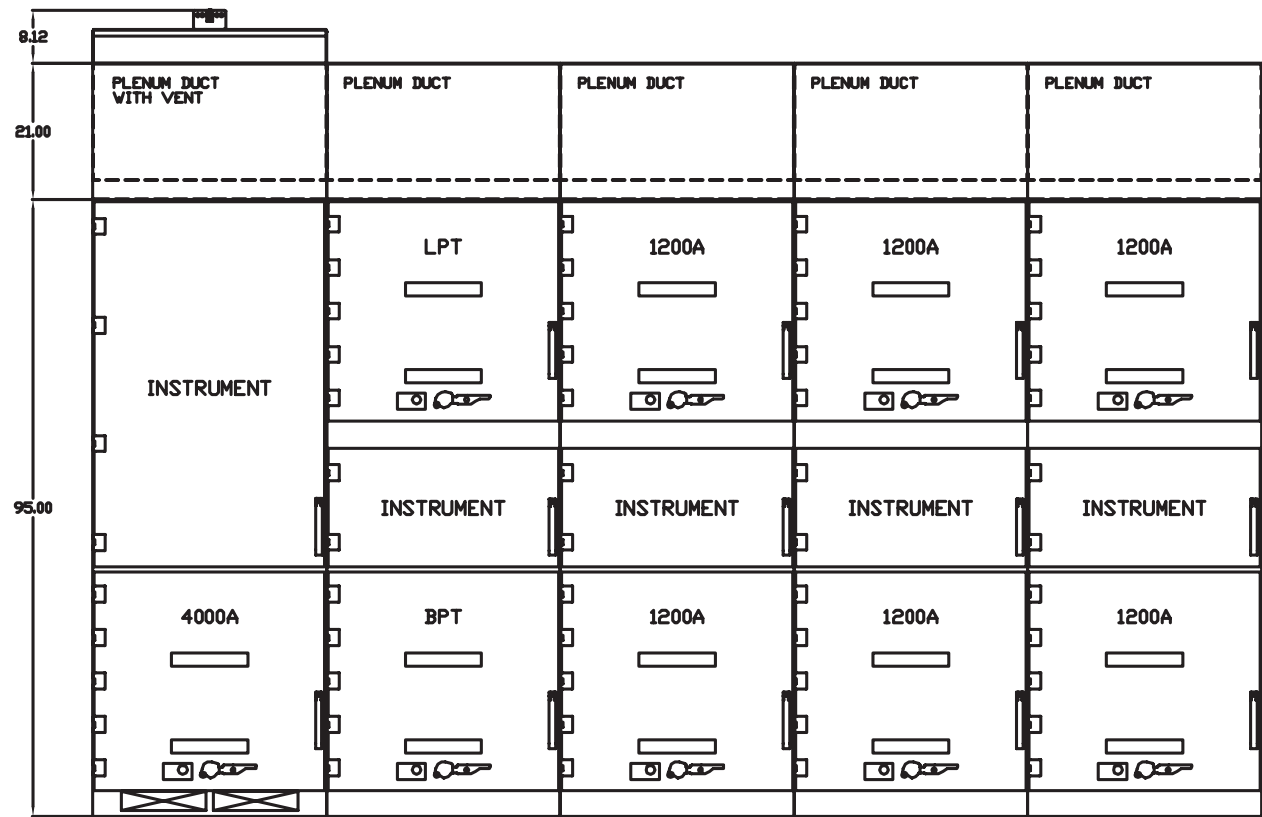 8.12
PLENUM DUCT
WITH VENT
PLENUM DUCT
PLENUM DUCT
PLENUM DUCT
PLENUM DUCT
21.00
LPT
1200A
1200A
1200A
INSTRUMENT
95.00
INSTRUMENT
INSTRUMENT
INSTRUMENT
INSTRUMENT
4000A
BPT
1200A
1200A
1200A